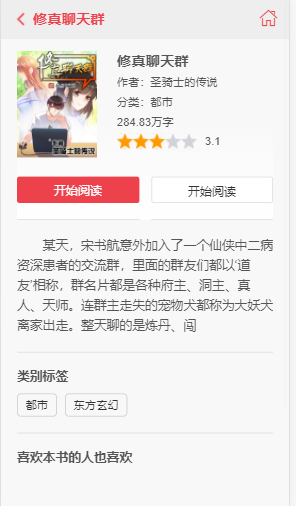 修真聊天群
修真聊天群
作者：圣骑士的传说
分类：都市
284.83万字
3.1
开始阅读
开始阅读
某天，宋书航意外加入了一个仙侠中二病
资深患者的交流群，里面的群友们都以‘道
友’相称，群名片都是各种府主、洞主、真
人、天师。连群主走失的宠物犬都称为大妖犬
离家出走。整天聊的是炼丹、闯
类别标签
都市
东方玄幻
喜欢本书的人也喜欢